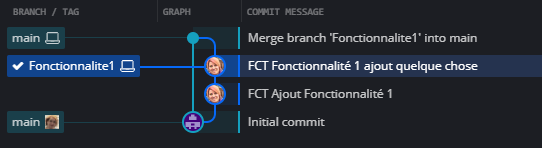 BRANCH / TAG GRAPH COMMIT MESSAGE
main Merge branch 'Fonctionnalite1' into main
Fonctionnalite1 FCT Fonctionnalité 1 ajout quelque chose
FCT Ajout Fonctionnalité 1
main Initial commit